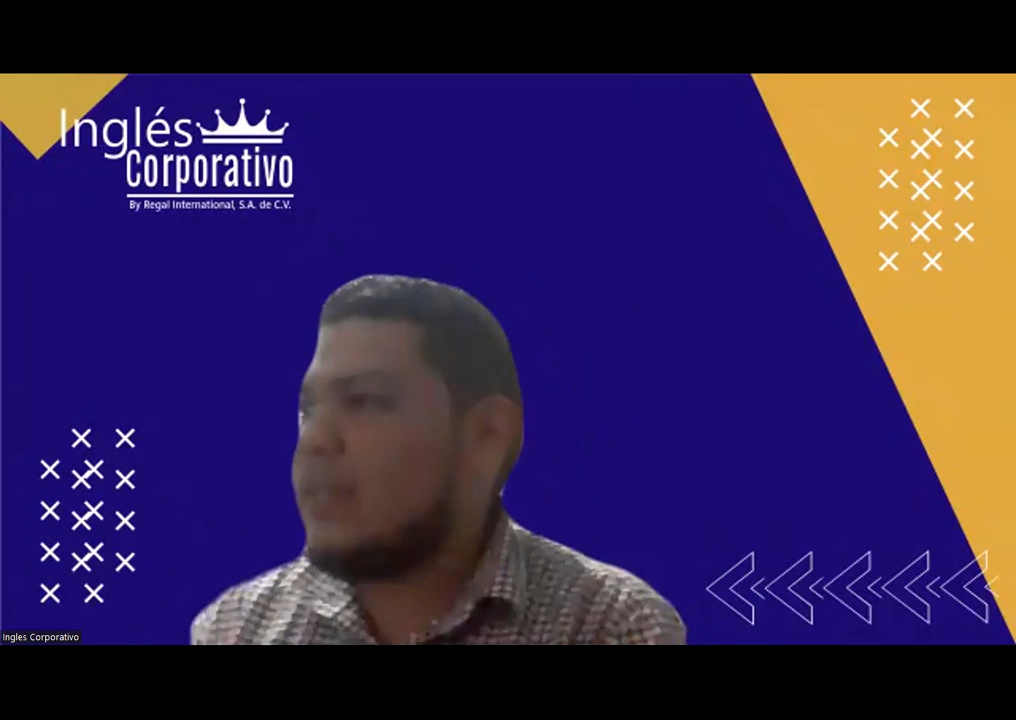 Inglés
Corporativo
By Regal International, S.A. de C.V.
Ingles Corporativo